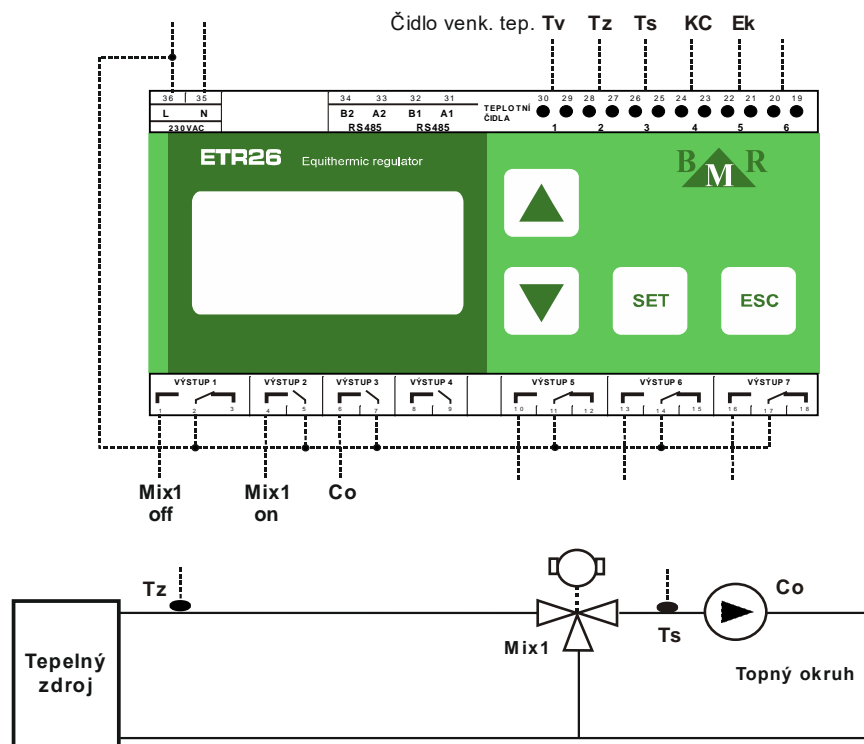 Čidlo venk. tep. Tv Tz Ts KC Ek
36 35 34 33 32 31 30 29 28 27 26 25 24 23 22 21 20 19
L N B2 A2 B1 A1 TEPLOTNÍ
ČIDLA
230VAC RS485 RS485 1 2 3 4 5 6
ETR26 Equithermic regulator
B M R
SET ESC
VÝSTUP 1 VÝSTUP 2 VÝSTUP 3 VÝSTUP 4 VÝSTUP 5 VÝSTUP 6 VÝSTUP 7
1 2 3 4 5 6 7 8 9 10 11 12 13 14 15 16 17 18
Mix1 Mix1 Co
off on
Tz Co
Ts
Mix1
Tepelný
zdroj
Topný okruh